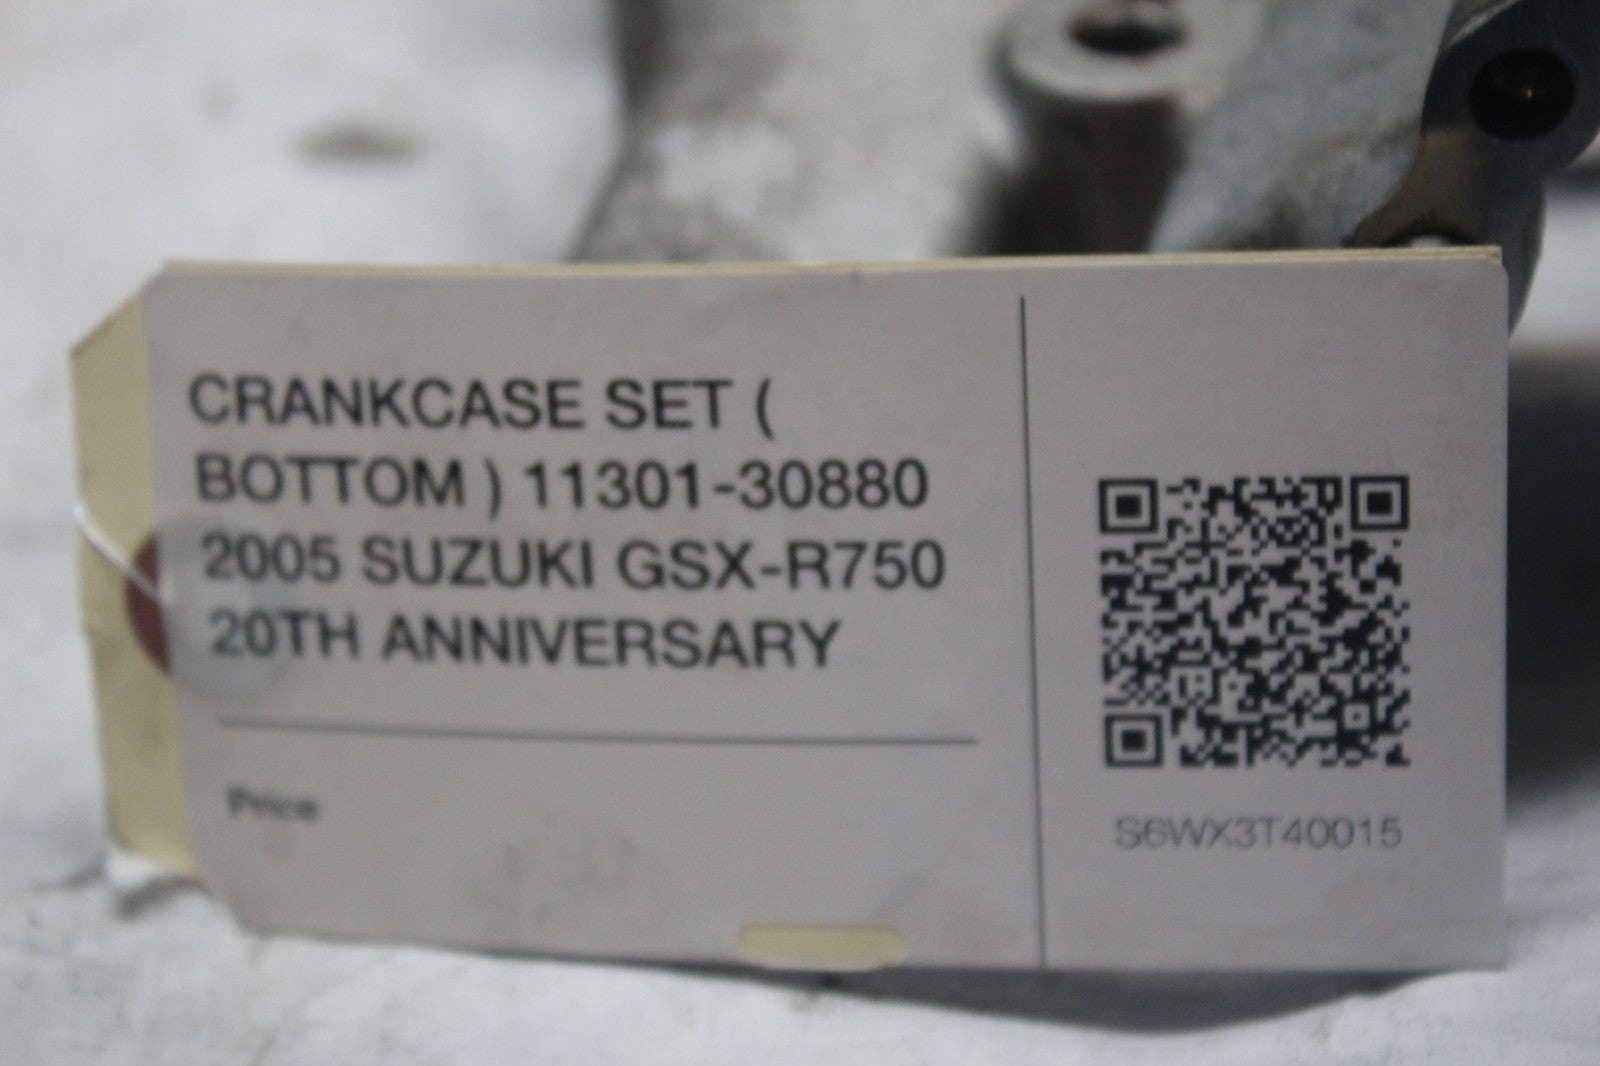 CRANKCASE SET (
BOTTOM ) 11301-30880
2005 SUZUKI GSX-R750
20TH ANNIVERSARY
Price
S6WX3T40015